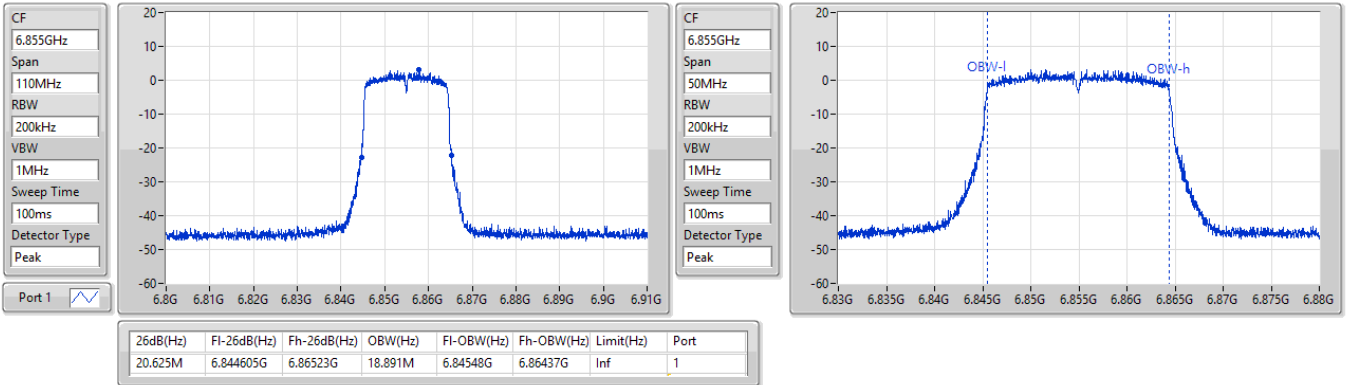 CF
6.855GHz
Span
110MHz
RBW
200kHz
VBW
1MHz
Sweep Time
100ms
Detector Type
Peak
Port 1
20
10
0
-10
-20
-30
-40
-50
-60
6.8G 6.81G 6.82G 6.83G 6.84G 6.85G 6.86G 6.87G 6.88G 6.89G 6.9G 6.91G
CF
6.855GHz
Span
50MHz
RBW
200kHz
VBW
1MHz
Sweep Time
100ms
Detector Type
Peak
20
10
0
-10
-20
-30
-40
-50
-60
OBW-l OBW-h
6.83G 6.835G 6.84G 6.845G 6.85G 6.855G 6.86G 6.865G 6.87G 6.875G 6.88G
26dB(Hz) Fl-26dB(Hz) Fh-26dB(Hz) OBW(Hz) Fl-OBW(Hz) Fh-OBW(Hz) Limit(Hz) Port
20.625M 6.844605G 6.86523G 18.891M 6.84548G 6.86437G Inf 1